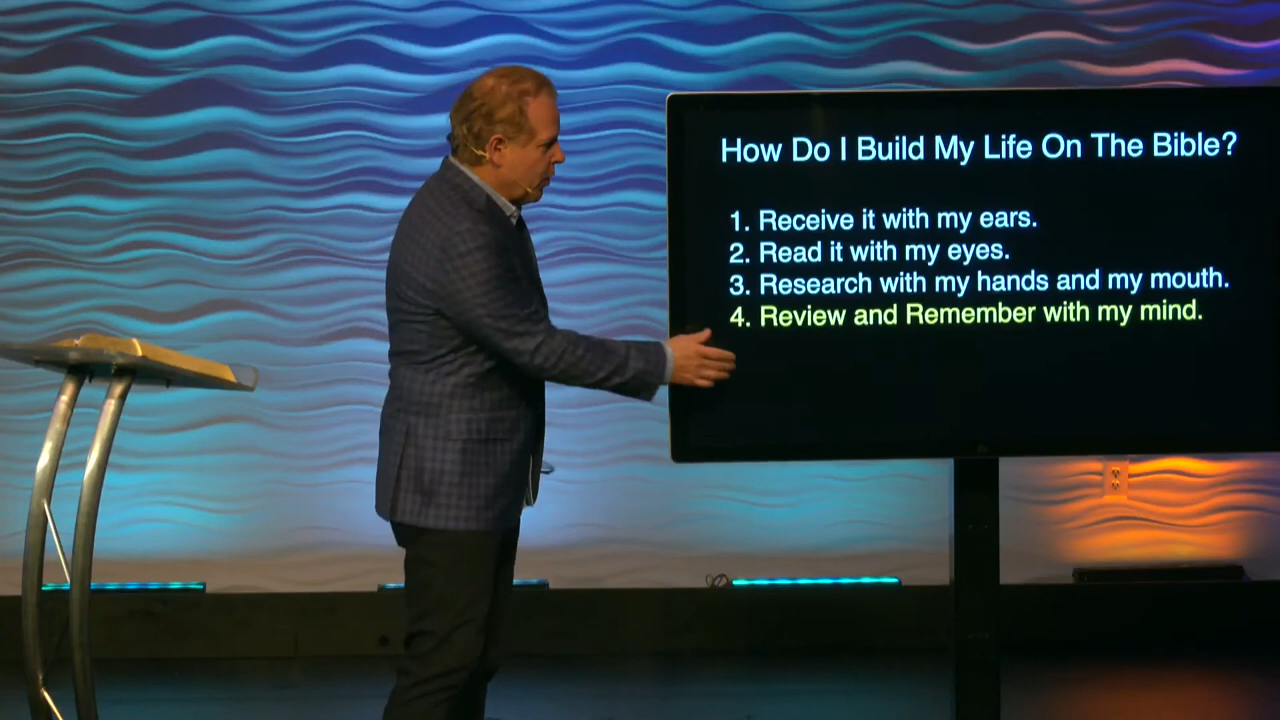 How Do I Build My Life On The Bible?
1. Receive it with my ears.
2. Read it with my eyes.
3. Research with my hands and my mouth.
4. Review and Remember with my mind.